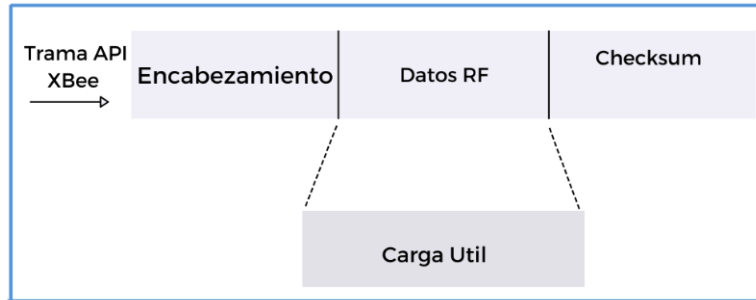 Trama API
XBee
Encabezamiento
Datos RF
Checksum
Carga Util